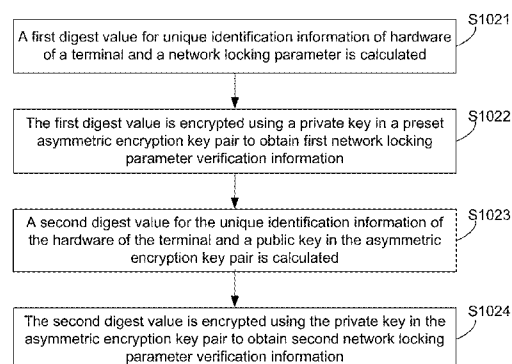 S1021
A first digest value for unique identification information of hardware
of a terminal and a network locking parameter is calculated
S1022
The first digest value is encrypted using a private key in a preset
asymmetric encryption key pair to obtain first network locking
parameter verification information
S1023
A second digest value for the unique identification information of
the hardware of the terminal and a public key in the asymmetric
encryption key pair is calculated
S1024
The second digest value is encrypted using the private key in the
asymmetric encryption key pair to obtain second network locking
parameter verification information